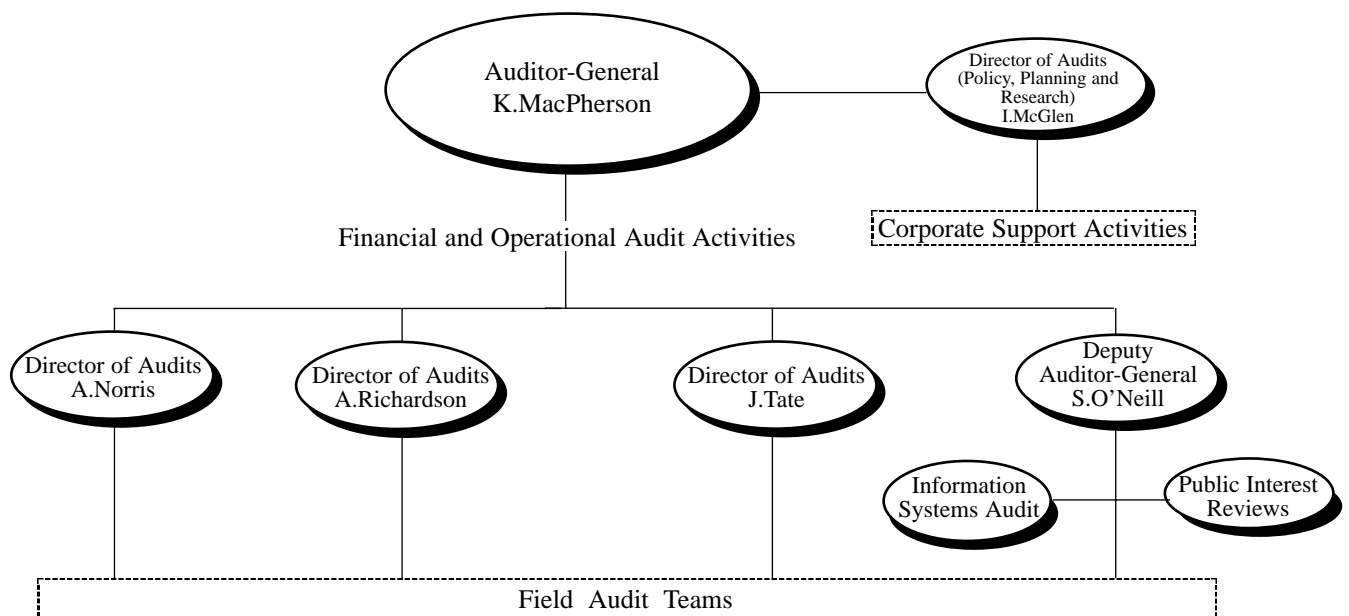 Auditor-General
K.MacPherson
Director of Audits
(Policy, Planning and
Research)
I.McGlen
Financial and Operational Audit Activities
Corporate Support Activities
Director of Audits
A.Norris
Director of Audits
A.Richardson
Director of Audits
J.Tate
Deputy
Auditor-General
S.O’Neill
Information
Systems Audit
Public Interest
Reviews
Field Audit Teams